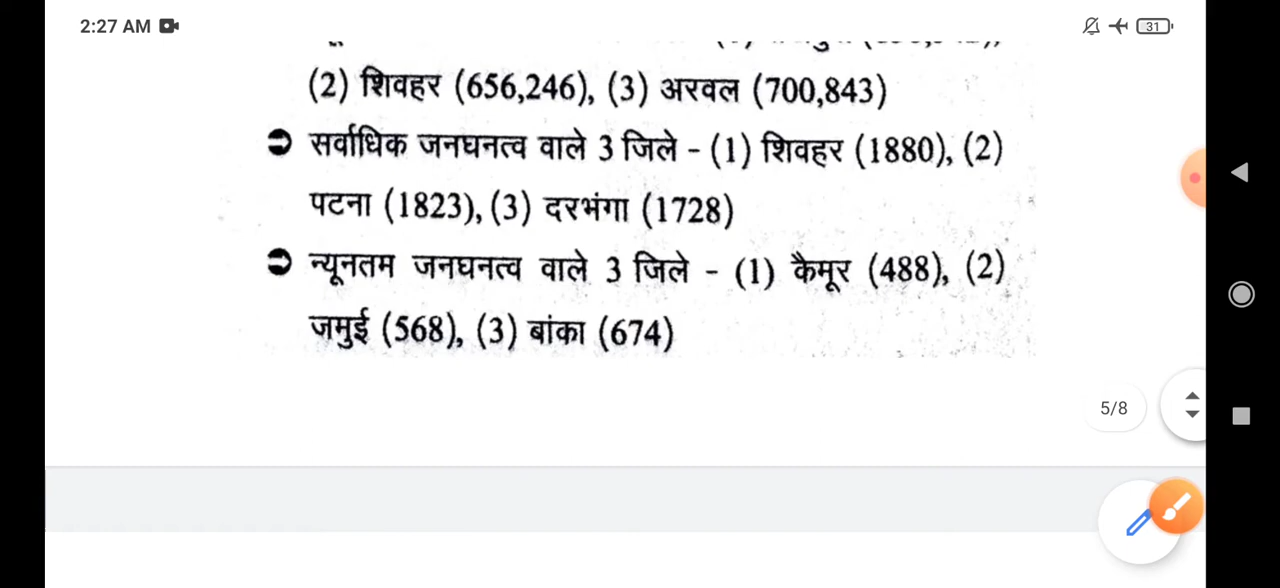 2:27 AM
31
(2) शिवहर (656,246), (3) अरवल (700,843)
➲ सर्वाधिक जनघनत्व वाले 3 जिले - (1) शिवहर (1880), (2)
पटना (1823), (3) दरभंगा (1728)
➲ न्यूनतम जनघनत्व वाले 3 जिले - (1) कैमूर (488), (2)
जमुई (568), (3) बांका (674)
5/8